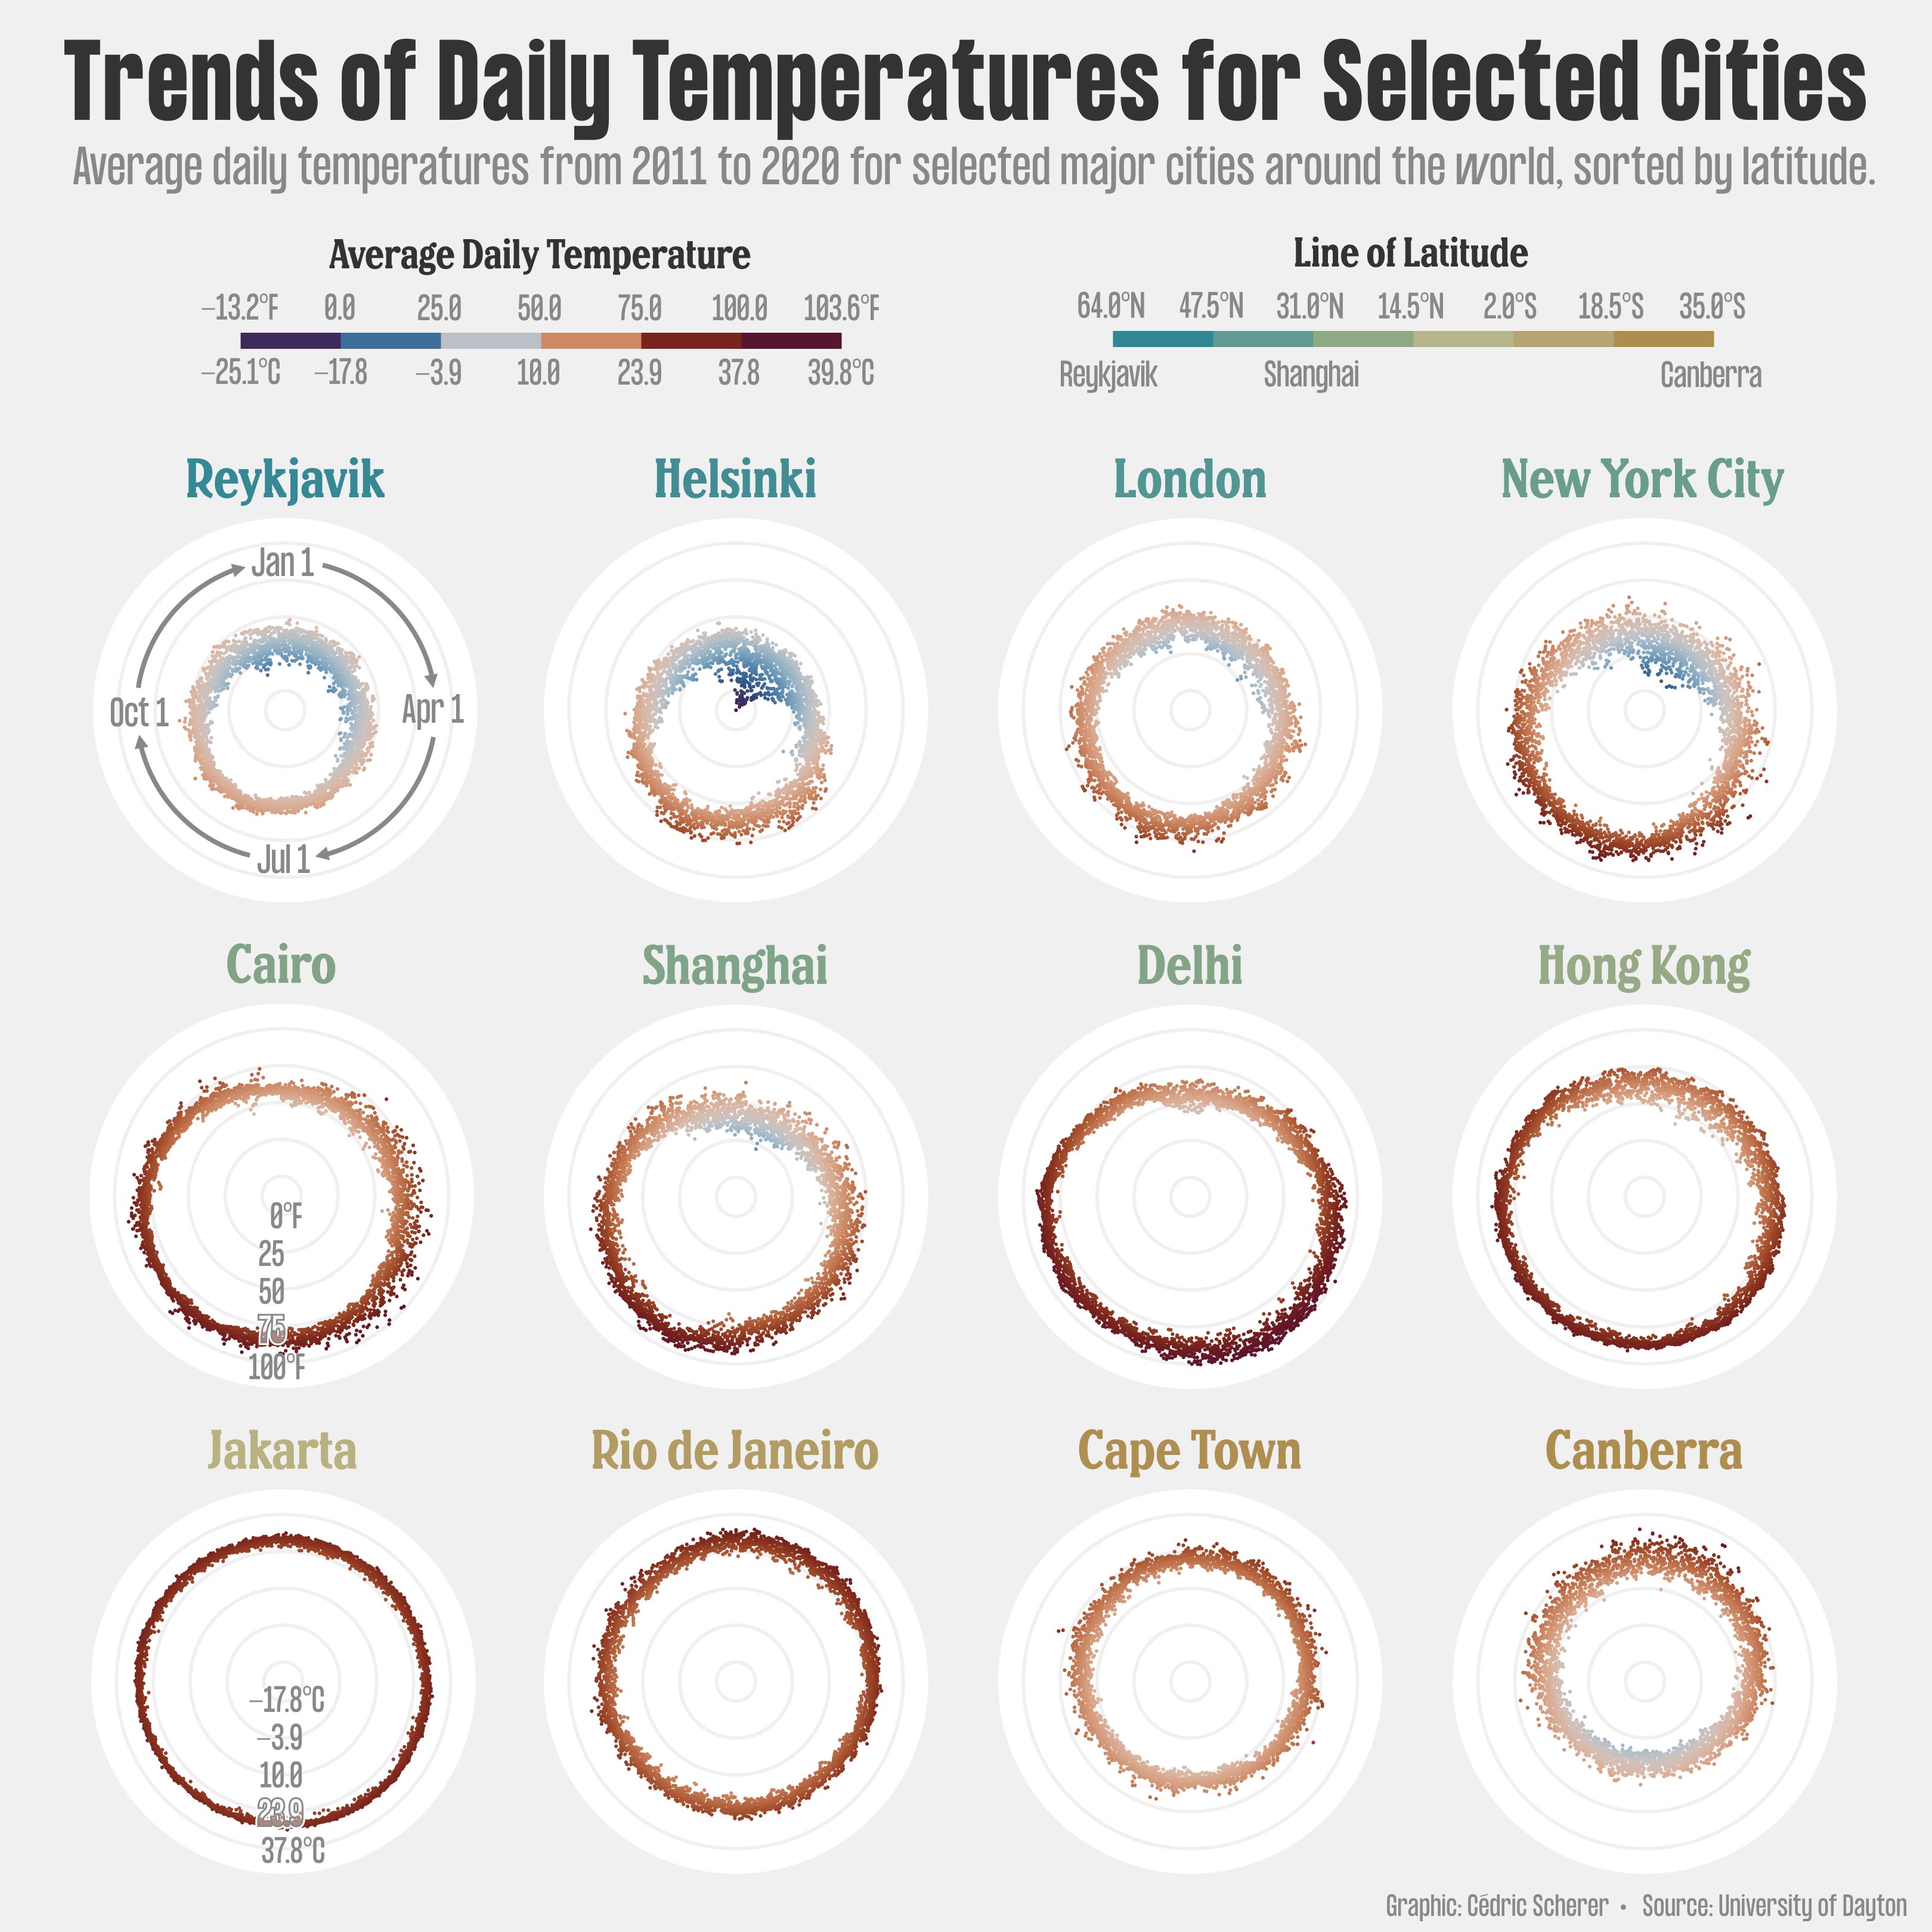 Trends of Daily Temperatures for Selected Cities
Average daily temperatures from 2011 to 2020 for selected major cities around the world, sorted by latitude.
Average Daily Temperature
−13.2°F 0.0 25.0 50.0 75.0 100.0 103.6°F
−25.1°C −17.8 −3.9 10.0 23.9 37.8 39.8°C
Line of Latitude
64.0°N 47.5°N 31.0°N 14.5°N 2.0°S 18.5°S 35.0°S
Reykjavik Shanghai Canberra
Reykjavik Helsinki London New York City
Jan 1
Oct 1 Apr 1
Jul 1
Cairo Shanghai Delhi Hong Kong
0°F
25
50
75
100°F
Jakarta Rio de Janeiro Cape Town Canberra
−17.8°C
−3.9
10.0
23.9
37.8°C
Graphic: Cédric Scherer • Source: University of Dayton